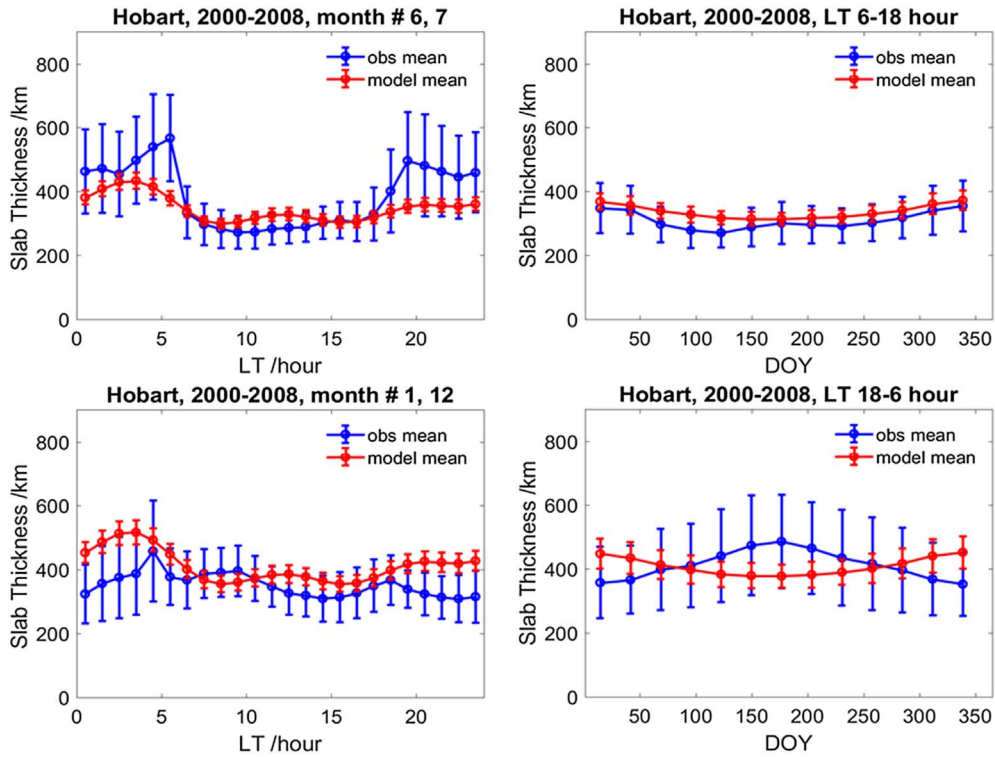 Hobart, 2000-2008, month # 6, 7
Slab Thickness /km
800
600
400
200
0
obs mean
model mean
0 5 10 15 20
LT /hour
Hobart, 2000-2008, LT 6-18 hour
Slab Thickness /km
800
600
400
200
0
obs mean
model mean
50 100 150 200 250 300 350
DOY
Hobart, 2000-2008, month # 1, 12
Slab Thickness /km
800
600
400
200
0
obs mean
model mean
0 5 10 15 20
LT /hour
Hobart, 2000-2008, LT 18-6 hour
Slab Thickness /km
800
600
400
200
0
obs mean
model mean
50 100 150 200 250 300 350
DOY